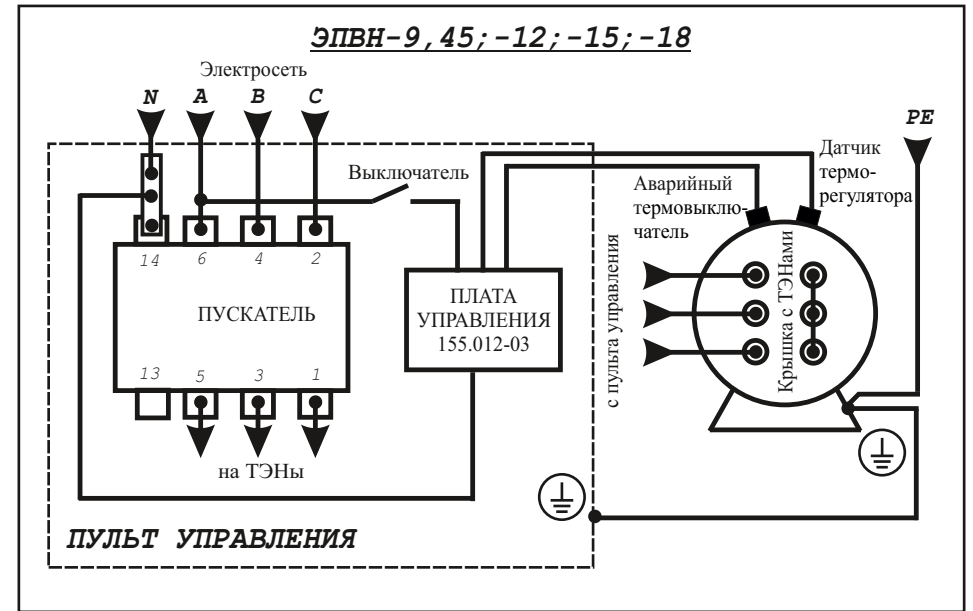 ЭПВН-9,45;-12;-15;-18
Электросеть
N A B C
PE
Выключатель
Аварийный
термовыклю-
чатель
Датчик
термо-
регулятора
14 6 4 2
ПУСКАТЕЛЬ
13 5 3 1
на ТЭНы
ПЛАТА
УПРАВЛЕНИЯ
155.012-03
с пульта управления
Крышка с ТЭНами
ПУЛЬТ УПРАВЛЕНИЯ